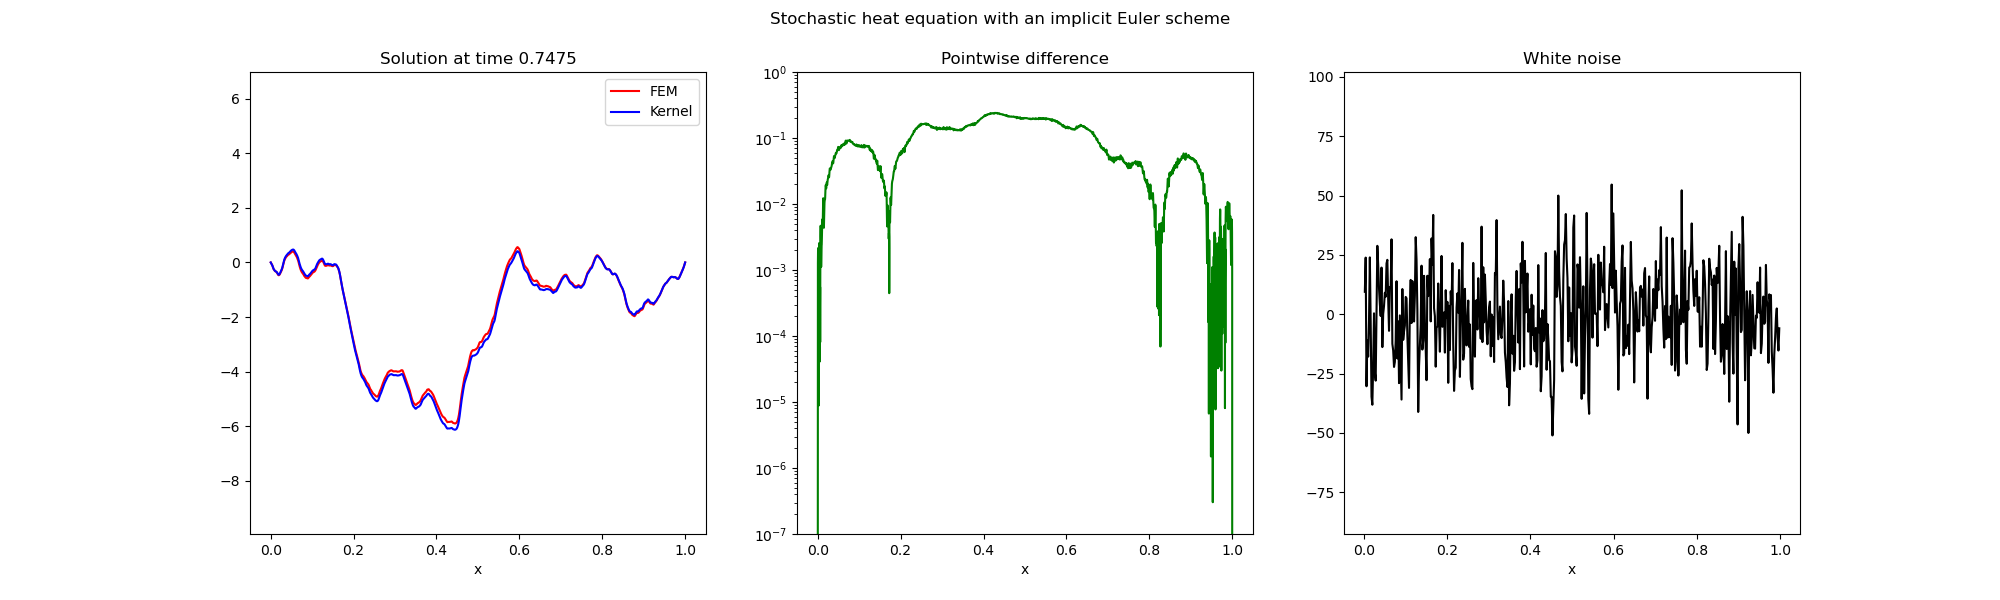 Stochastic heat equation with an implicit Euler scheme
Solution at time 0.7475
FEM
Kernel
6
4
2
0
−2
−4
−6
−8
0.0 0.2 0.4 0.6 0.8 1.0
x
Pointwise difference
10⁰
10⁻¹
10⁻²
10⁻³
10⁻⁴
10⁻⁵
10⁻⁶
10⁻⁷
0.0 0.2 0.4 0.6 0.8 1.0
x
White noise
100
75
50
25
0
−25
−50
−75
0.0 0.2 0.4 0.6 0.8 1.0
x